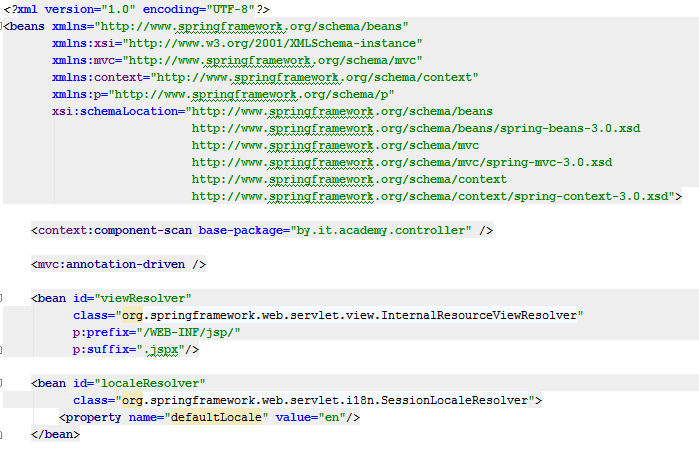 <?xml version="1.0" encoding="UTF-8"?>
<beans xmlns="http://www.springframework.org/schema/beans"
xmlns:xsi="http://www.w3.org/2001/XMLSchema-instance"
xmlns:mvc="http://www.springframework.org/schema/mvc"
xmlns:context="http://www.springframework.org/schema/context"
xmlns:p="http://www.springframework.org/schema/p"
xsi:schemaLocation="http://www.springframework.org/schema/beans
http://www.springframework.org/schema/beans/spring-beans-3.0.xsd
http://www.springframework.org/schema/mvc
http://www.springframework.org/schema/mvc/spring-mvc-3.0.xsd
http://www.springframework.org/schema/context
http://www.springframework.org/schema/context/spring-context-3.0.xsd">
<context:component-scan base-package="by.it.academy.controller" />
<mvc:annotation-driven />
<bean id="viewResolver"
class="org.springframework.web.servlet.view.InternalResourceViewResolver"
p:prefix="/WEB-INF/jsp/"
p:suffix=".jspx"/>
<bean id="localeResolver"
class="org.springframework.web.servlet.i18n.SessionLocaleResolver">
<property name="defaultLocale" value="en"/>
</bean>